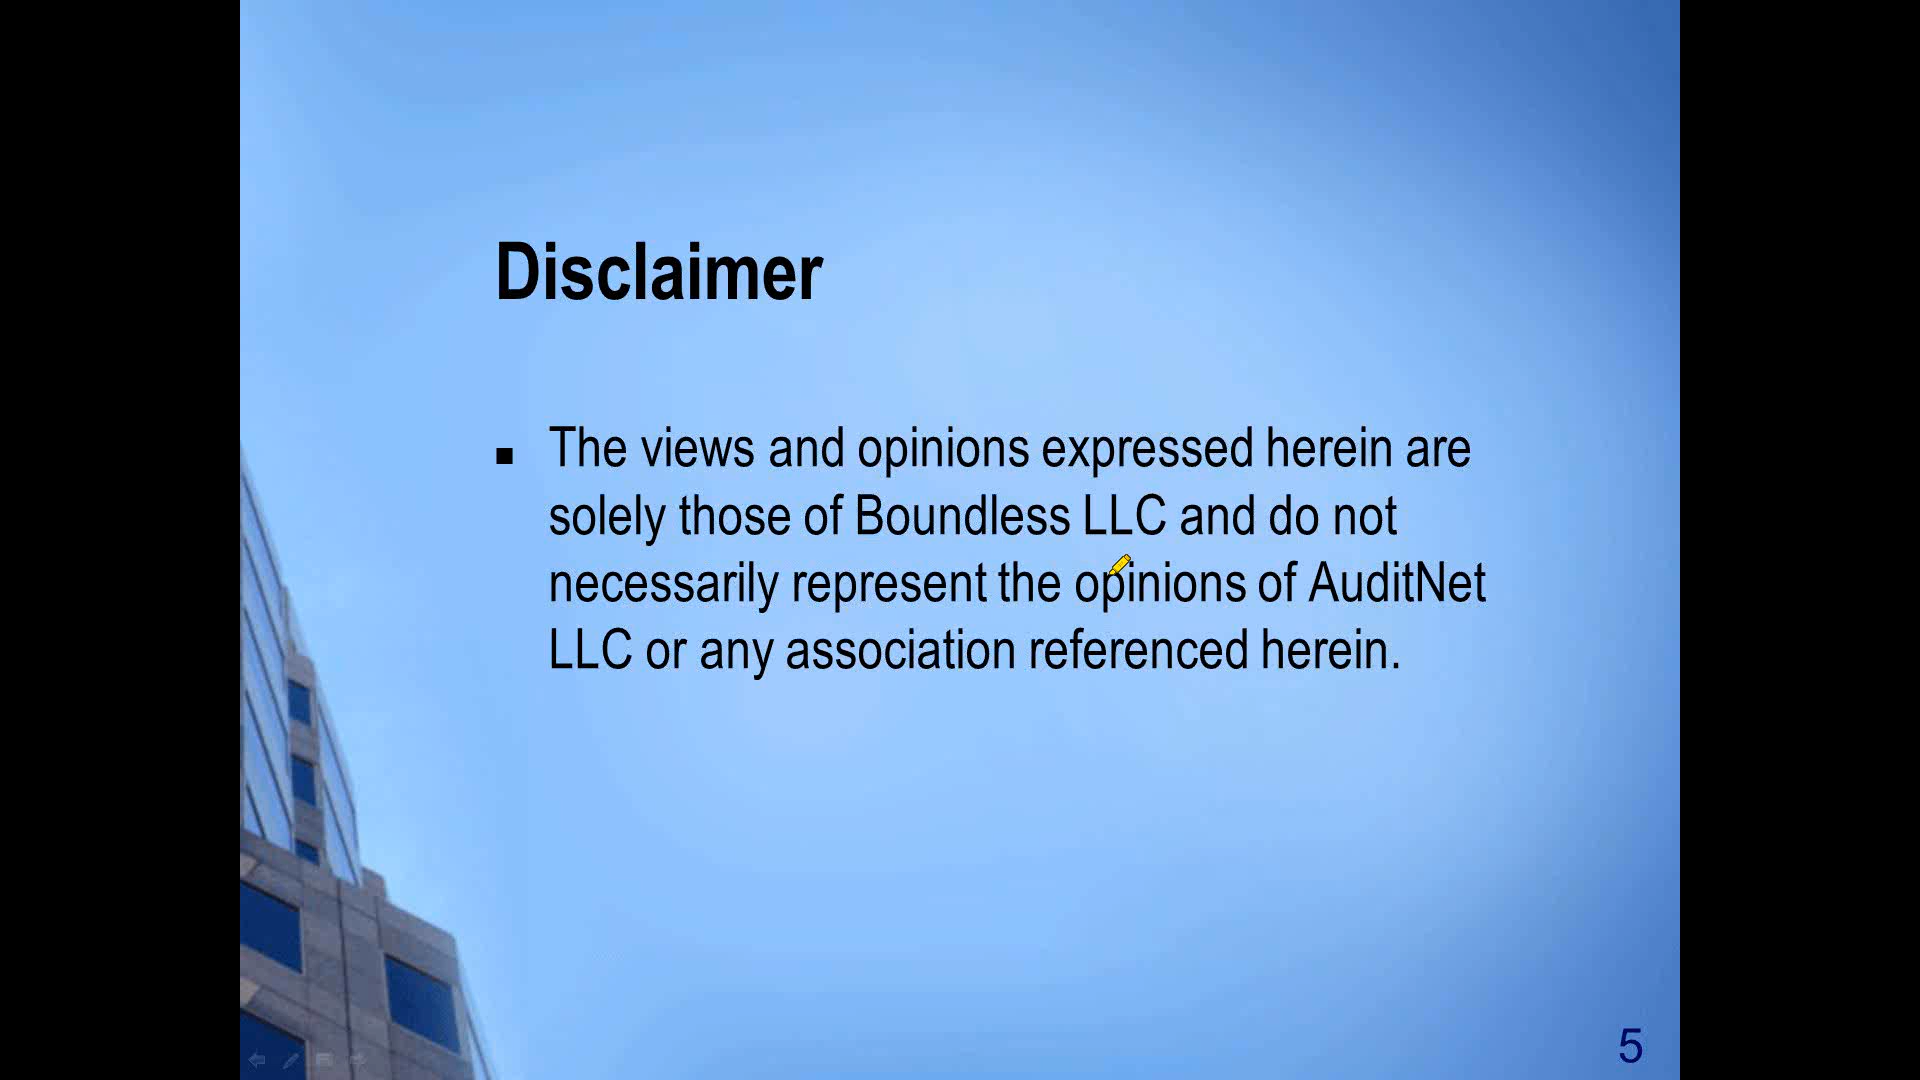 Disclaimer
■ The views and opinions expressed herein are
solely those of Boundless LLC and do not
necessarily represent the opinions of AuditNet
LLC or any association referenced herein.
5